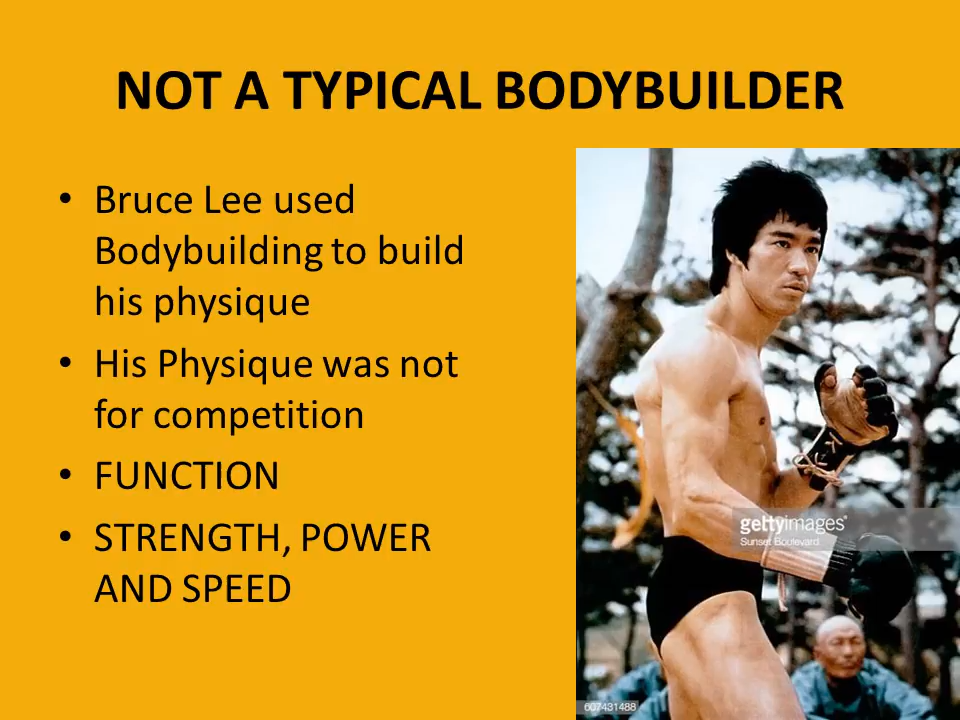 NOT A TYPICAL BODYBUILDER
• Bruce Lee used
Bodybuilding to build
his physique
• His Physique was not
for competition
• FUNCTION
• STRENGTH, POWER
AND SPEED
gettyimages®
Sunset Boulevard
607431488